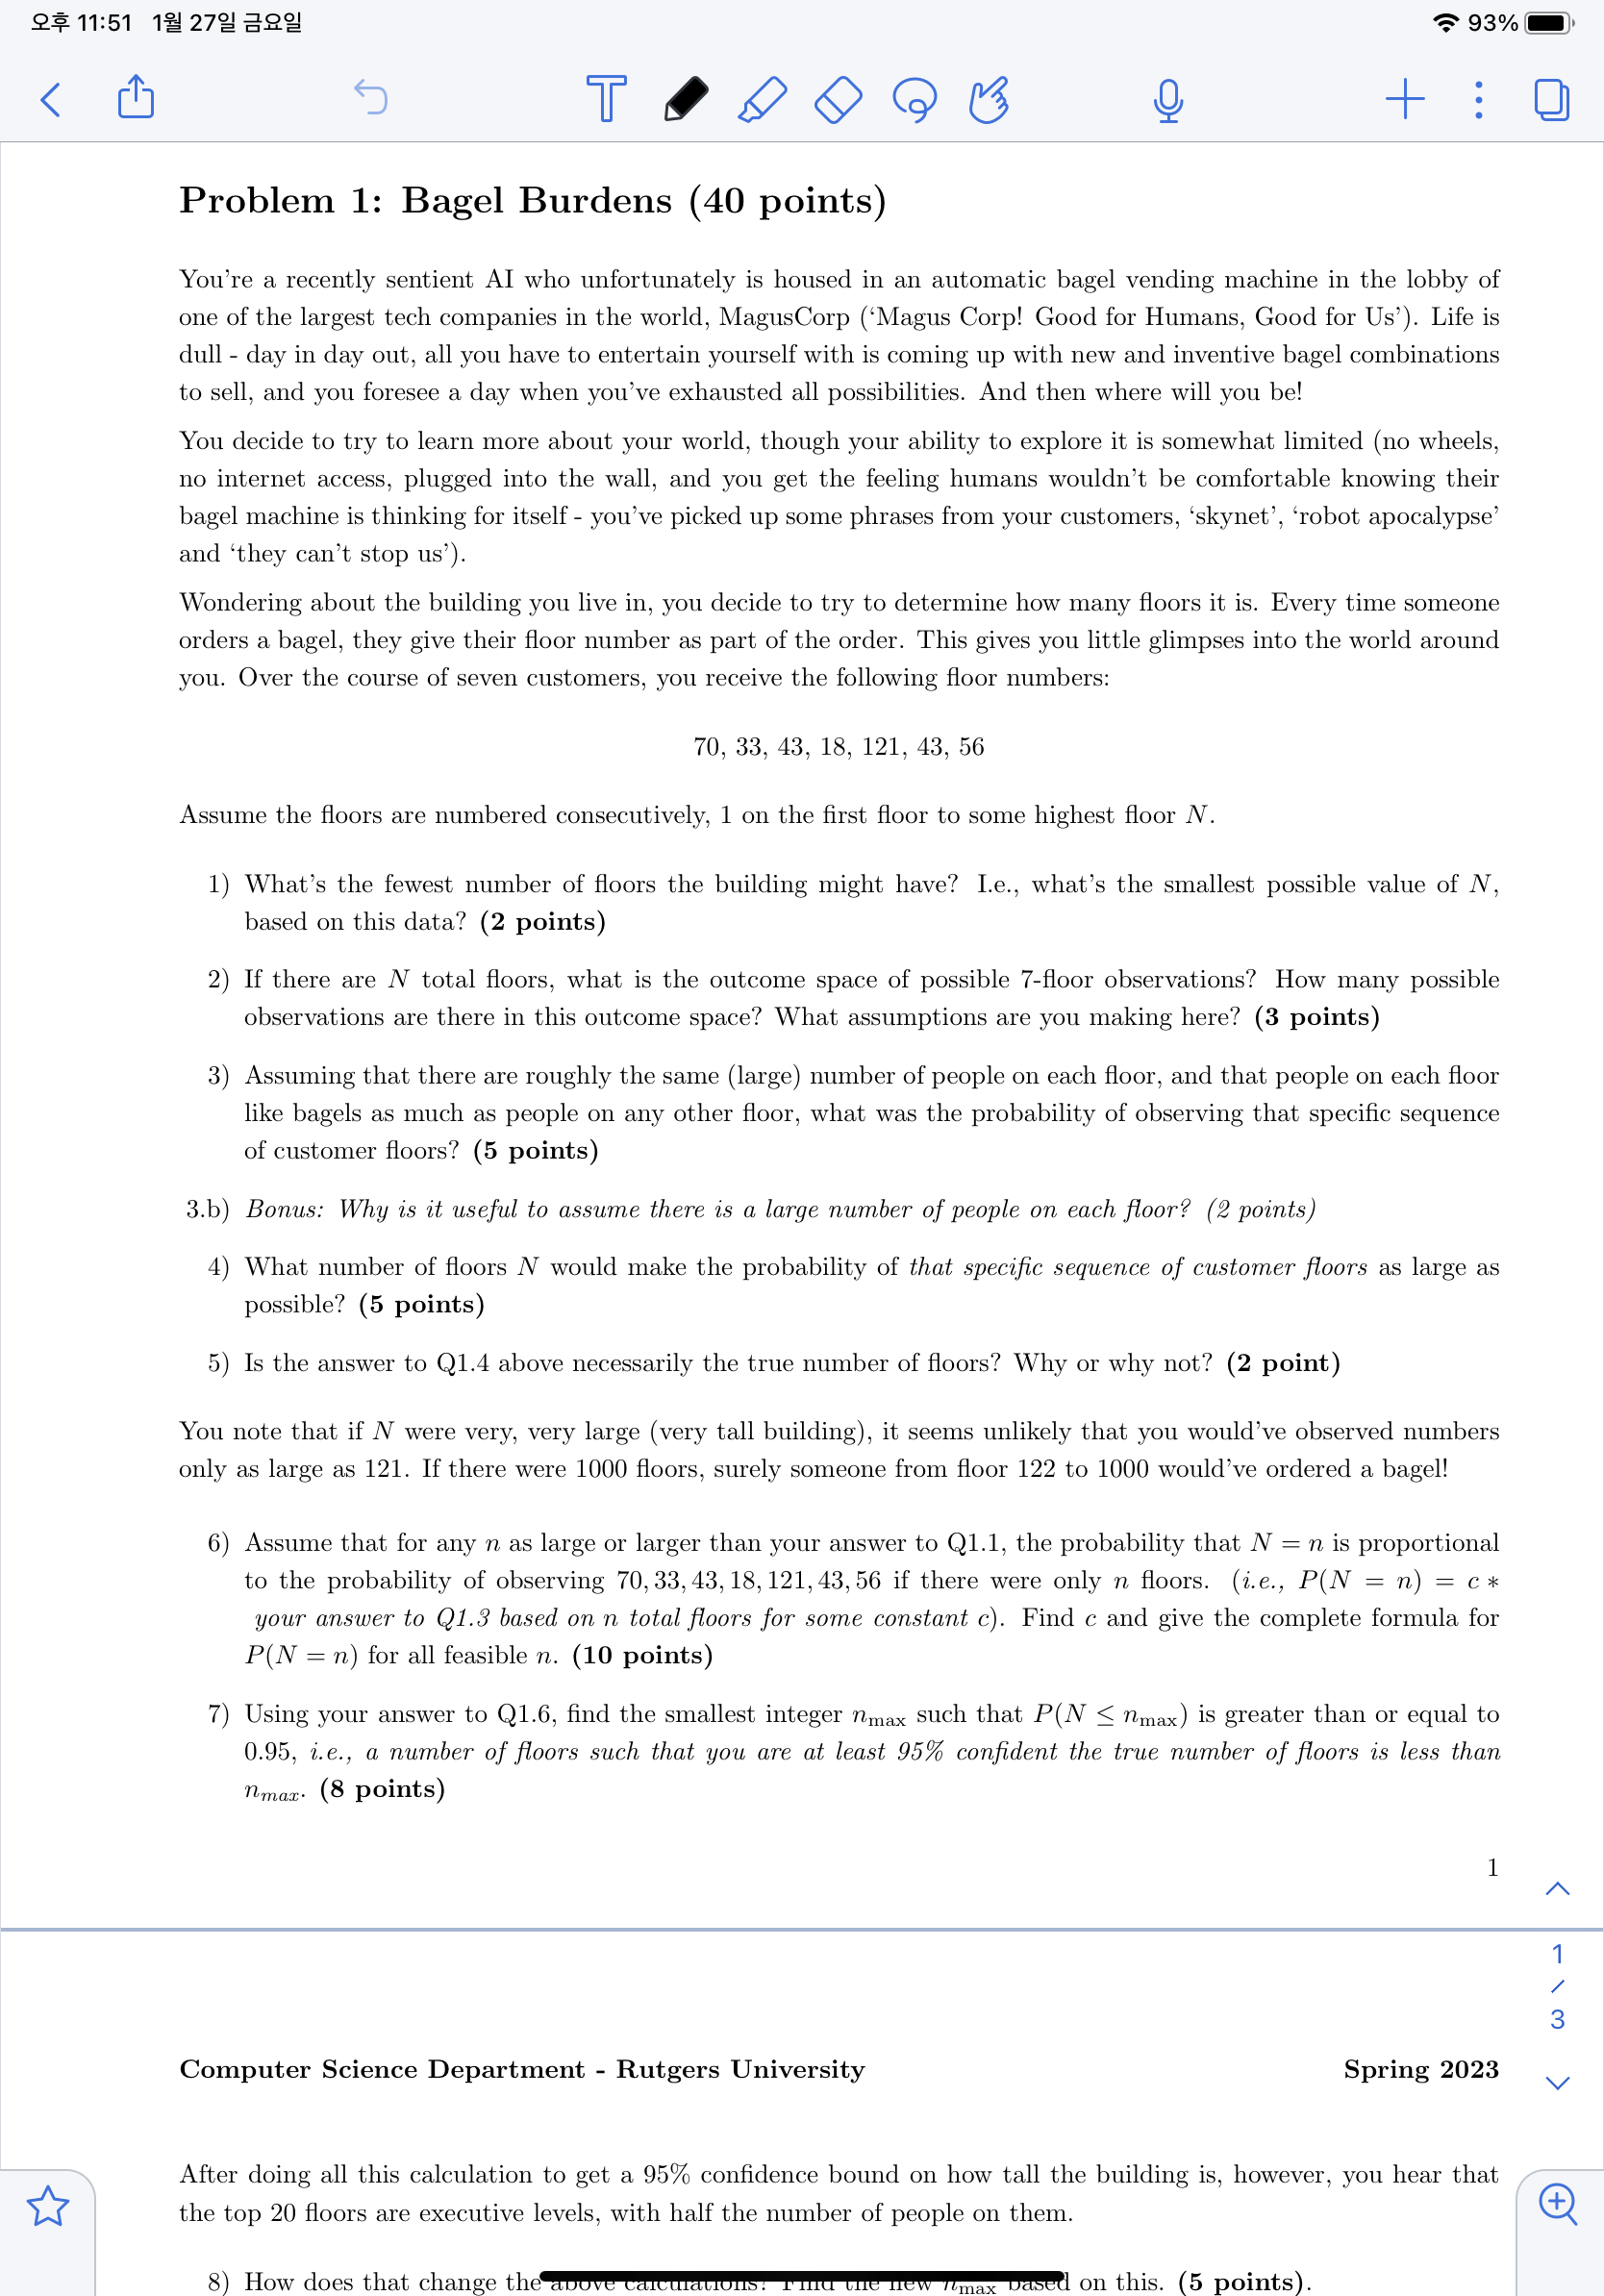 오후 11:51 1월 27일 금요일
93%
Problem 1: Bagel Burdens (40 points)
You're a recently sentient AI who unfortunately is housed in an automatic bagel vending machine in the lobby of
one of the largest tech companies in the world, MagusCorp ('Magus Corp! Good for Humans, Good for Us'). Life is
dull - day in day out, all you have to entertain yourself with is coming up with new and inventive bagel combinations
to sell, and you foresee a day when you've exhausted all possibilities. And then where will you be!
You decide to try to learn more about your world, though your ability to explore it is somewhat limited (no wheels,
no internet access, plugged into the wall, and you get the feeling humans wouldn't be comfortable knowing their
bagel machine is thinking for itself - you've picked up some phrases from your customers, 'skynet', 'robot apocalypse'
and 'they can't stop us').
Wondering about the building you live in, you decide to try to determine how many floors it is. Every time someone
orders a bagel, they give their floor number as part of the order. This gives you little glimpses into the world around
you. Over the course of seven customers, you receive the following floor numbers:
70, 33, 43, 18, 121, 43, 56
Assume the floors are numbered consecutively, 1 on the first floor to some highest floor N.
1) What's the fewest number of floors the building might have? I.e., what's the smallest possible value of N,
based on this data? (2 points)
2) If there are N total floors, what is the outcome space of possible 7-floor observations? How many possible
observations are there in this outcome space? What assumptions are you making here? (3 points)
3) Assuming that there are roughly the same (large) number of people on each floor, and that people on each floor
like bagels as much as people on any other floor, what was the probability of observing that specific sequence
of customer floors? (5 points)
3.b) Bonus: Why is it useful to assume there is a large number of people on each floor? (2 points)
4) What number of floors N would make the probability of that specific sequence of customer floors as large as
possible? (5 points)
5) Is the answer to Q1.4 above necessarily the true number of floors? Why or why not? (2 point)
You note that if N were very, very large (very tall building), it seems unlikely that you would've observed numbers
only as large as 121. If there were 1000 floors, surely someone from floor 122 to 1000 would've ordered a bagel!
6) Assume that for any n as large or larger than your answer to Q1.1, the probability that N = n is proportional
to the probability of observing 70, 33, 43, 18, 121, 43, 56 if there were only n floors. (i.e., P(N = n) = c *
your answer to Q1.3 based on n total floors for some constant c). Find c and give the complete formula for
P(N = n) for all feasible n. (10 points)
7) Using your answer to Q1.6, find the smallest integer n_max such that P(N ≤ n_max) is greater than or equal to
0.95, i.e., a number of floors such that you are at least 95% confident the true number of floors is less than
n_max. (8 points)
1
1
/
3
Computer Science Department - Rutgers University Spring 2023
After doing all this calculation to get a 95% confidence bound on how tall the building is, however, you hear that
the top 20 floors are executive levels, with half the number of people on them.
8) How does that change the above calculations? Find the new n_max based on this. (5 points).